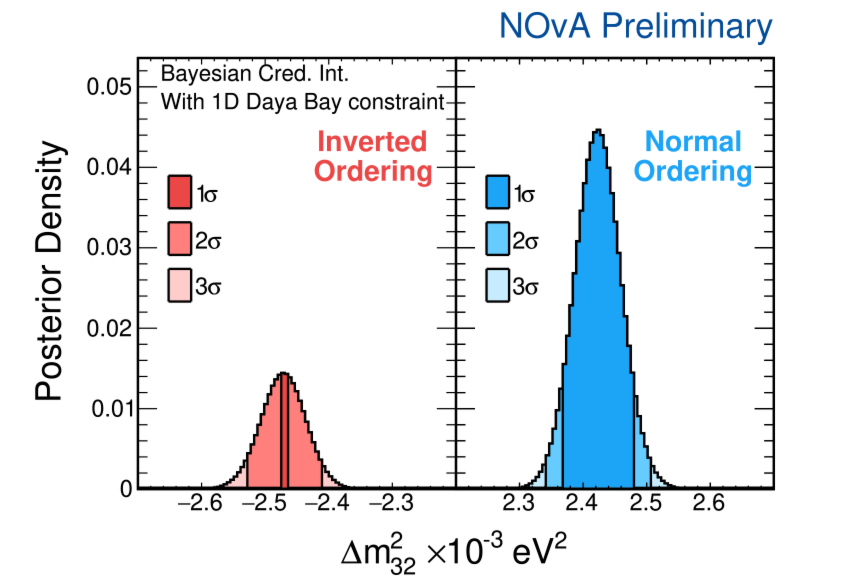 NOvA Preliminary
Bayesian Cred. Int.
With 1D Daya Bay constraint
Inverted
Ordering
1σ
2σ
3σ
Normal
Ordering
1σ
2σ
3σ
Posterior Density
0.05
0.04
0.03
0.02
0.01
0
−2.6 −2.5 −2.4 −2.3 2.3 2.4 2.5 2.6
Δm²₃₂ ×10⁻³ eV²